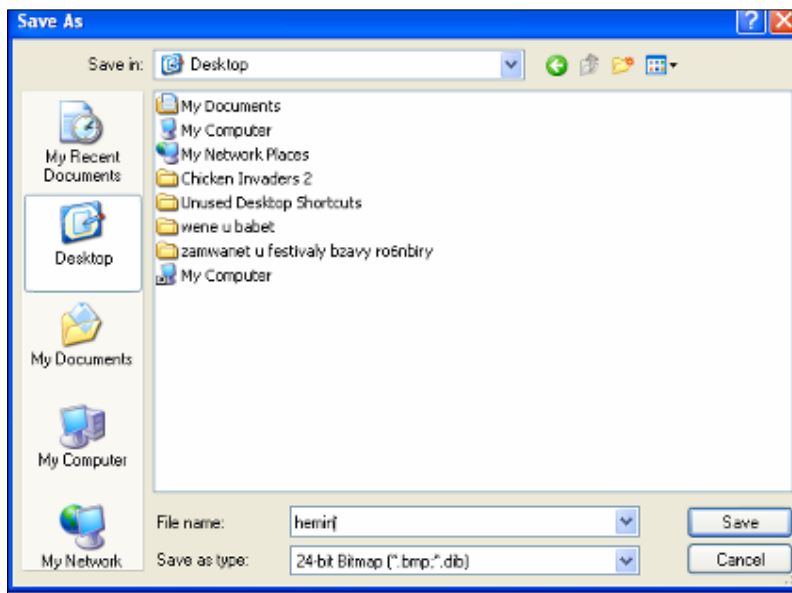 Save As
Save in: Desktop
My Recent Documents
Desktop
My Documents
My Computer
My Network
My Documents
My Computer
My Network Places
Chicken Invaders 2
Unused Desktop Shortcuts
wene u babet
zamwanet u festivaly bzavy ro6nbiry
My Computer
File name: hemin
Save as type: 24-bit Bitmap (*.bmp;*.dib)
Save
Cancel